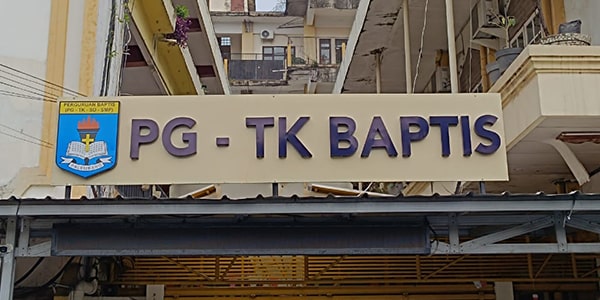 PERGURUAN BAPTIS
(PG - TK - SD - SMP)
PG - TK BAPTIS